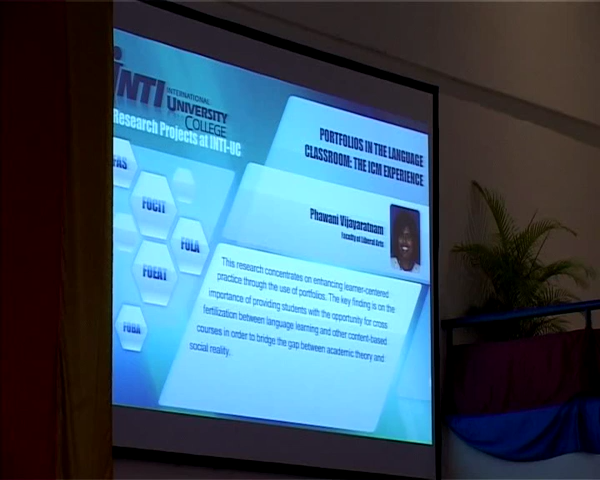 INTI INTERNATIONAL
UNIVERSITY
COLLEGE
Research Projects at INTI-UC
PORTFOLIOS IN THE LANGUAGE
CLASSROOM: THE ICM EXPERIENCE
Phawani Vijayaratnam
Faculty of Liberal Arts
FAS
FOCIT
FOLA
FOEAT
FOBA
This research concentrates on enhancing learner-centered
practice through the use of portfolios. The key finding is on the
importance of providing students with the opportunity for cross
fertilization between language learning and other content-based
courses in order to bridge the gap between academic theory and
social reality.